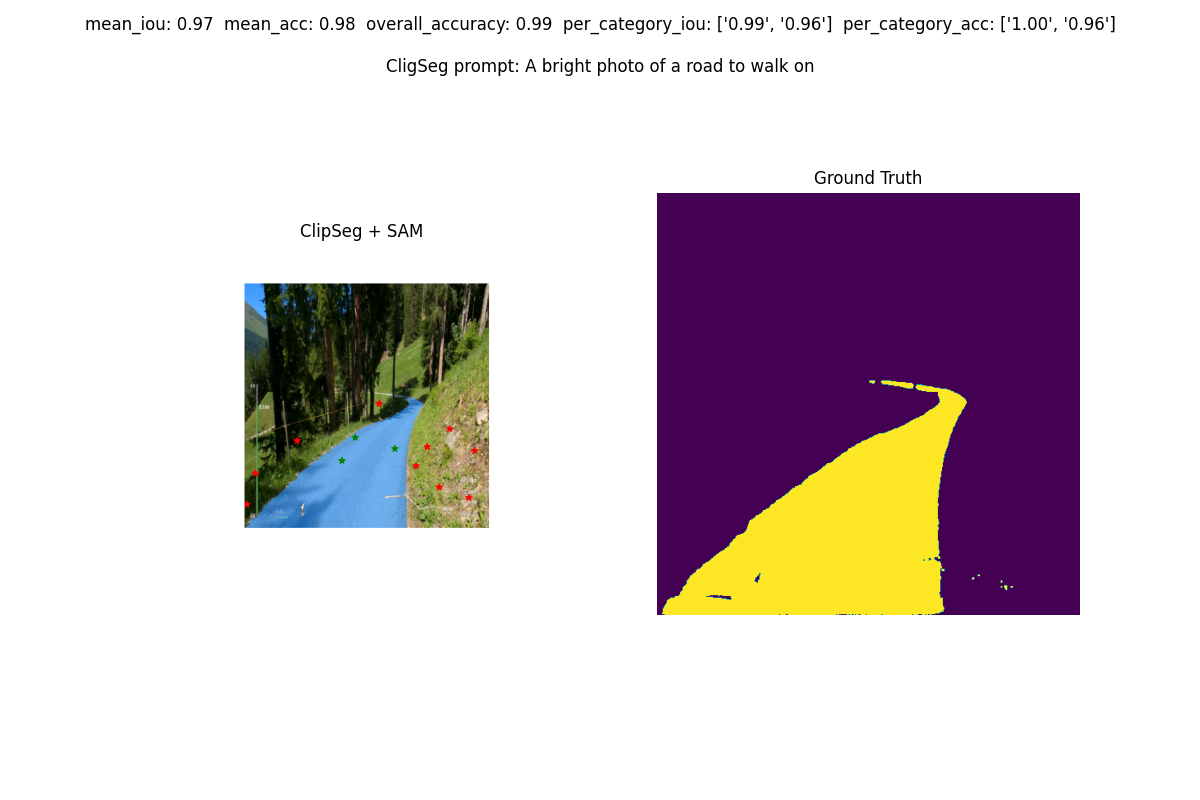 mean_iou: 0.97  mean_acc: 0.98  overall_accuracy: 0.99  per_category_iou: ['0.99', '0.96']  per_category_acc: ['1.00', '0.96']
CligSeg prompt: A bright photo of a road to walk on
Ground Truth
ClipSeg + SAM